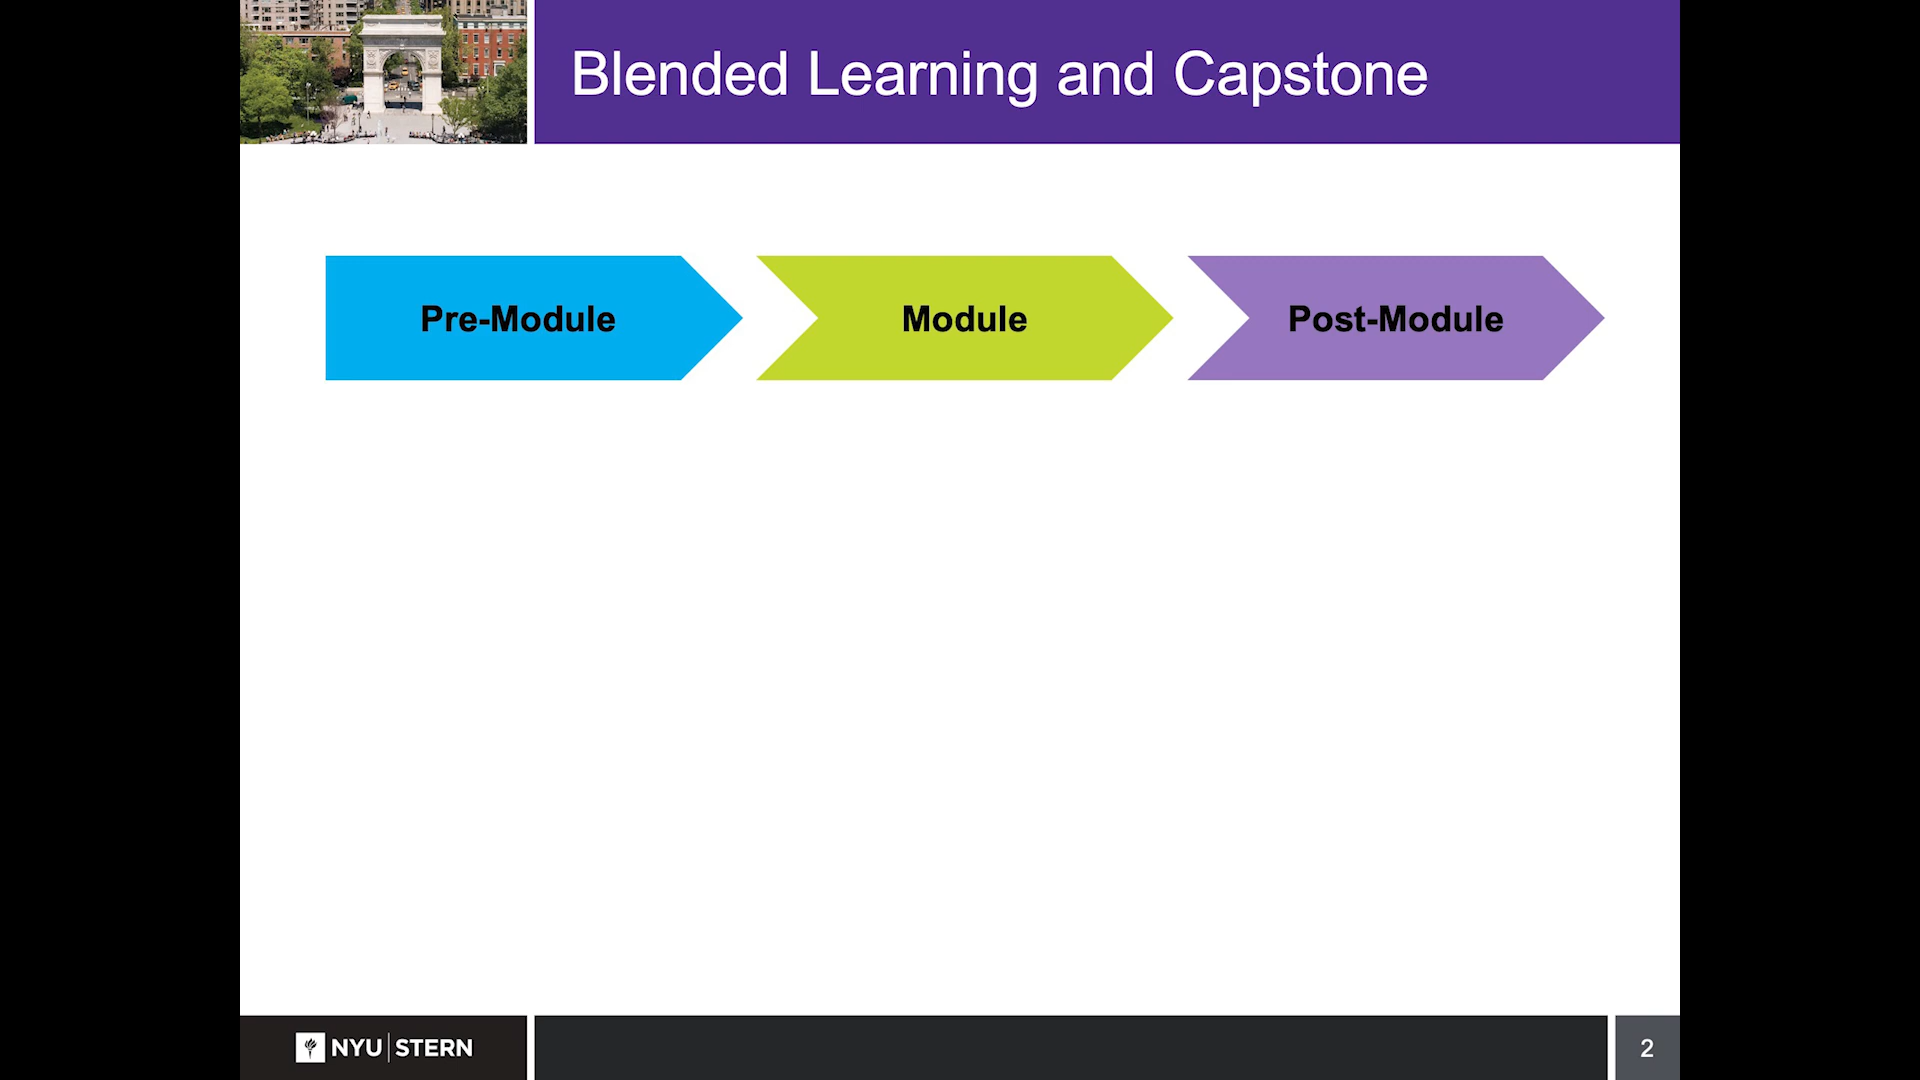 Blended Learning and Capstone
Pre-Module
Module
Post-Module
NYU STERN
2